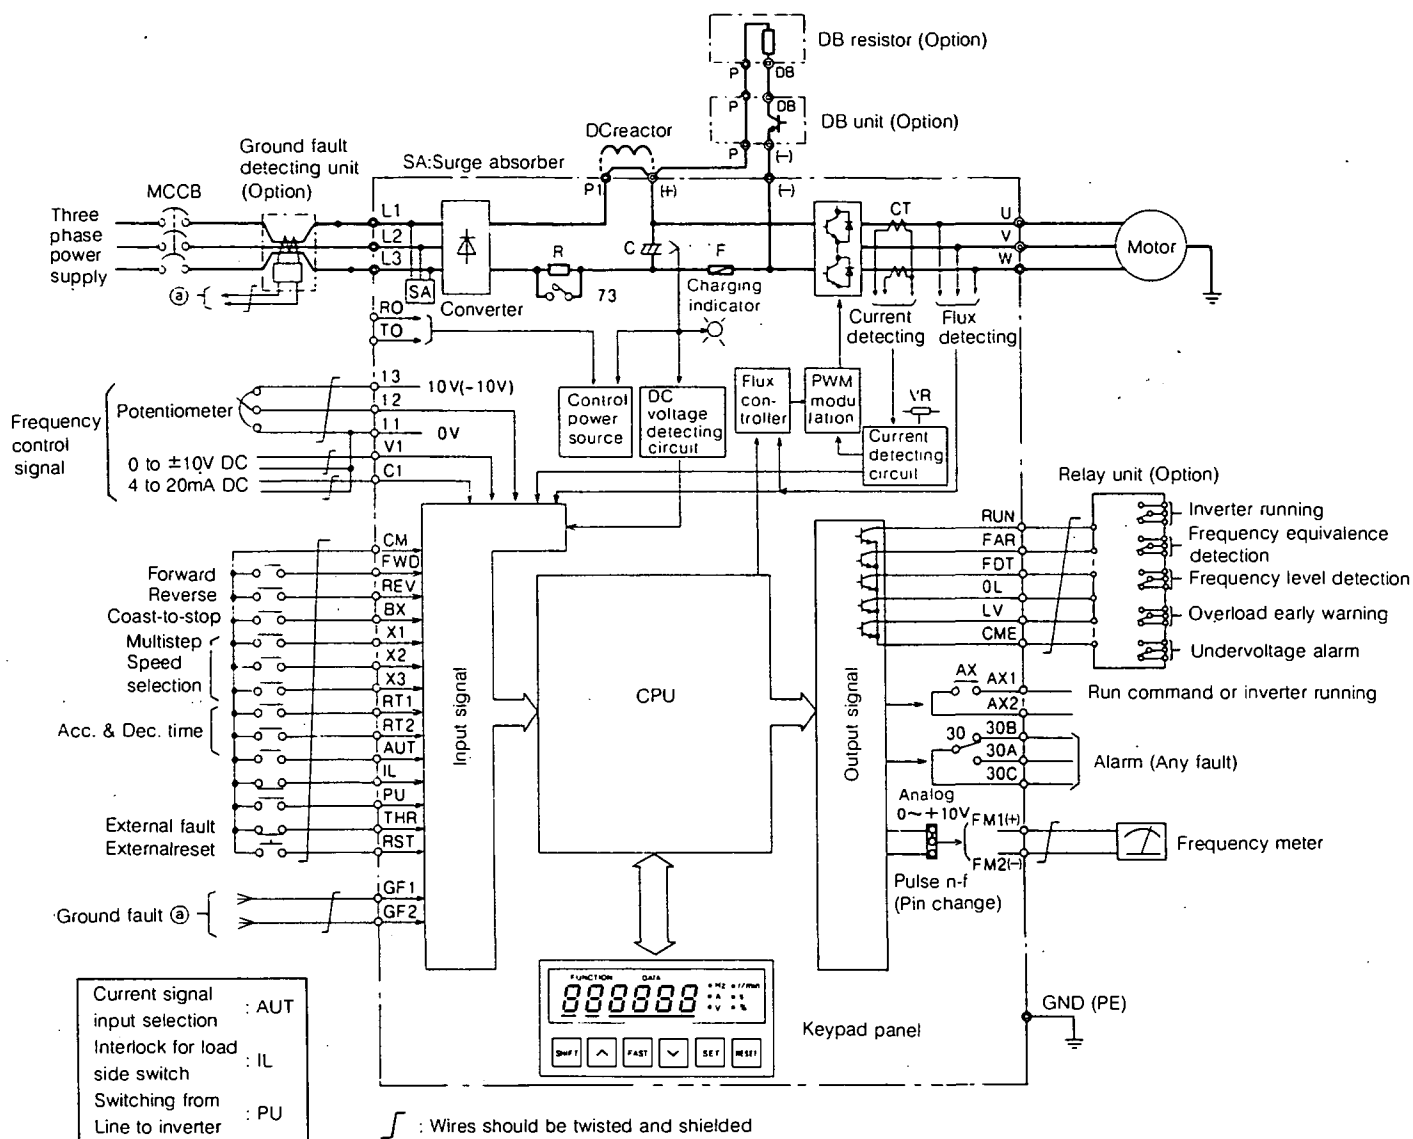 DB resistor (Option)
P
DB
P
DB
DB unit (Option)
P
(-)
DCreactor
Ground fault
detecting unit
(Option)
SA:Surge absorber
P1
(+)
(-)
MCCB
Three
phase
power
supply
L1
L2
L3
CT
U
V
W
Motor
C
R
F
73
SA
Converter
Charging
indicator
Current
detecting
Flux
detecting
ⓐ
RO
TO
Control
power
source
DC
voltage
detecting
circuit
Flux
con-
troller
PWM
modu
lation
VR
Current
detecting
circuit
Frequency
control
signal
Potentiometer
13
10V(-10V)
12
11
0V
V1
0 to ±10V DC
C1
4 to 20mA DC
Relay unit (Option)
Inverter running
Frequency equivalence
detection
Frequency level detection
Overload early warning
Undervoltage alarm
RUN
FAR
FDT
0L
LV
CME
CM
FWD
REV
BX
X1
X2
X3
RT1
RT2
AUT
IL
PU
THR
RST
GF1
GF2
Forward
Reverse
Coast-to-stop
Multistep
Speed
selection
Acc. & Dec. time
External fault
Externalreset
Ground fault ⓐ
Input signal
CPU
Output signal
AX
AX1
AX2
Run command or inverter running
30
30B
30A
30C
Alarm (Any fault)
Analog
0~+10V
FM1(+)
FM2(-)
Frequency meter
Pulse n-f
(Pin change)
FUNCTION
DATA
888888
Hz
r/min
A
V
%
SHIFT
FAST
SET
RESET
Keypad panel
GND (PE)
Current signal
input selection
: AUT
Interlock for load
side switch
: IL
Switching from
Line to inverter
: PU
: Wires should be twisted and shielded